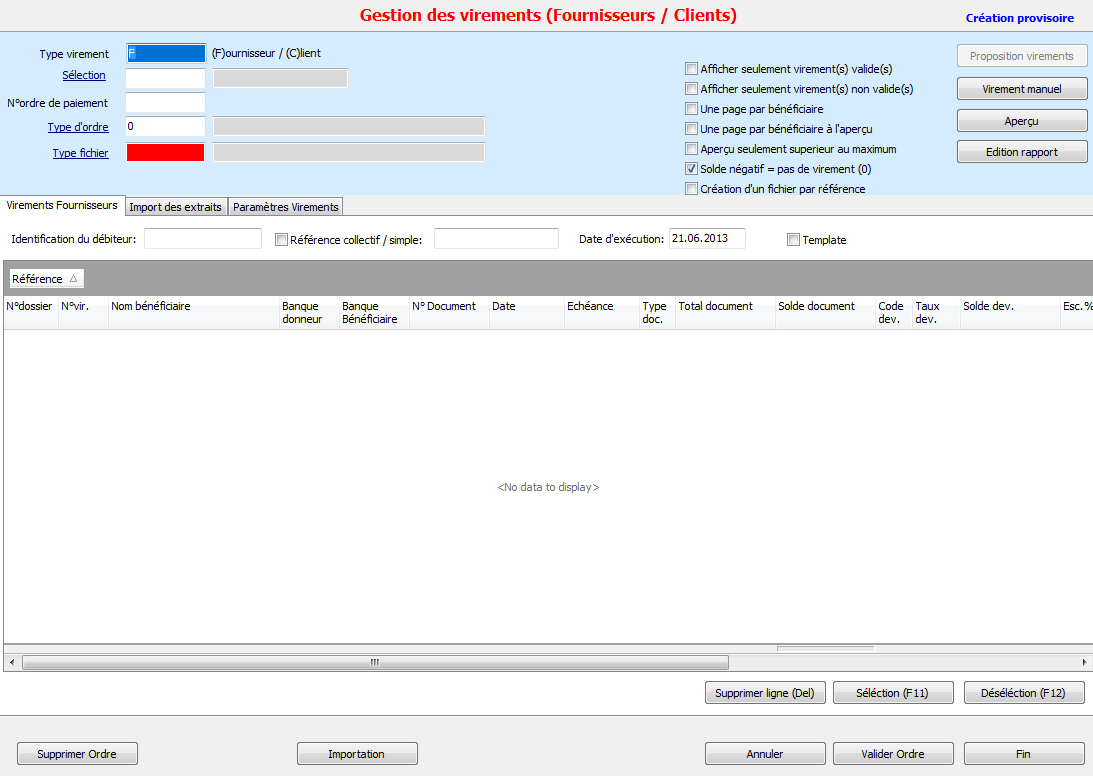 Gestion des virements (Fournisseurs / Clients)
Création provisoire
Type virement F (F)ournisseur / (C)lient
Sélection
N°ordre de paiement
Type d'ordre 0
Type fichier
Afficher seulement virement(s) valide(s)
Afficher seulement virement(s) non valide(s)
Une page par bénéficiaire
Une page par bénéficiaire à l'aperçu
Aperçu seulement superieur au maximum
Solde négatif = pas de virement (0)
Création d'un fichier par référence
Proposition virements
Virement manuel
Aperçu
Edition rapport
Virements Fournisseurs Import des extraits Paramètres Virements
Identification du débiteur: Référence collectif / simple: Date d'exécution: 21.06.2013 Template
Référence
N°dossier N°vir. Nom bénéficiaire Banque donneur Banque Bénéficiaire N° Document Date Echéance Type doc. Total document Solde document Code dev. Taux dev. Solde dev. Esc.%
<No data to display>
Supprimer ligne (Del) Séléction (F11) Déséléction (F12)
Supprimer Ordre Importation Annuler Valider Ordre Fin